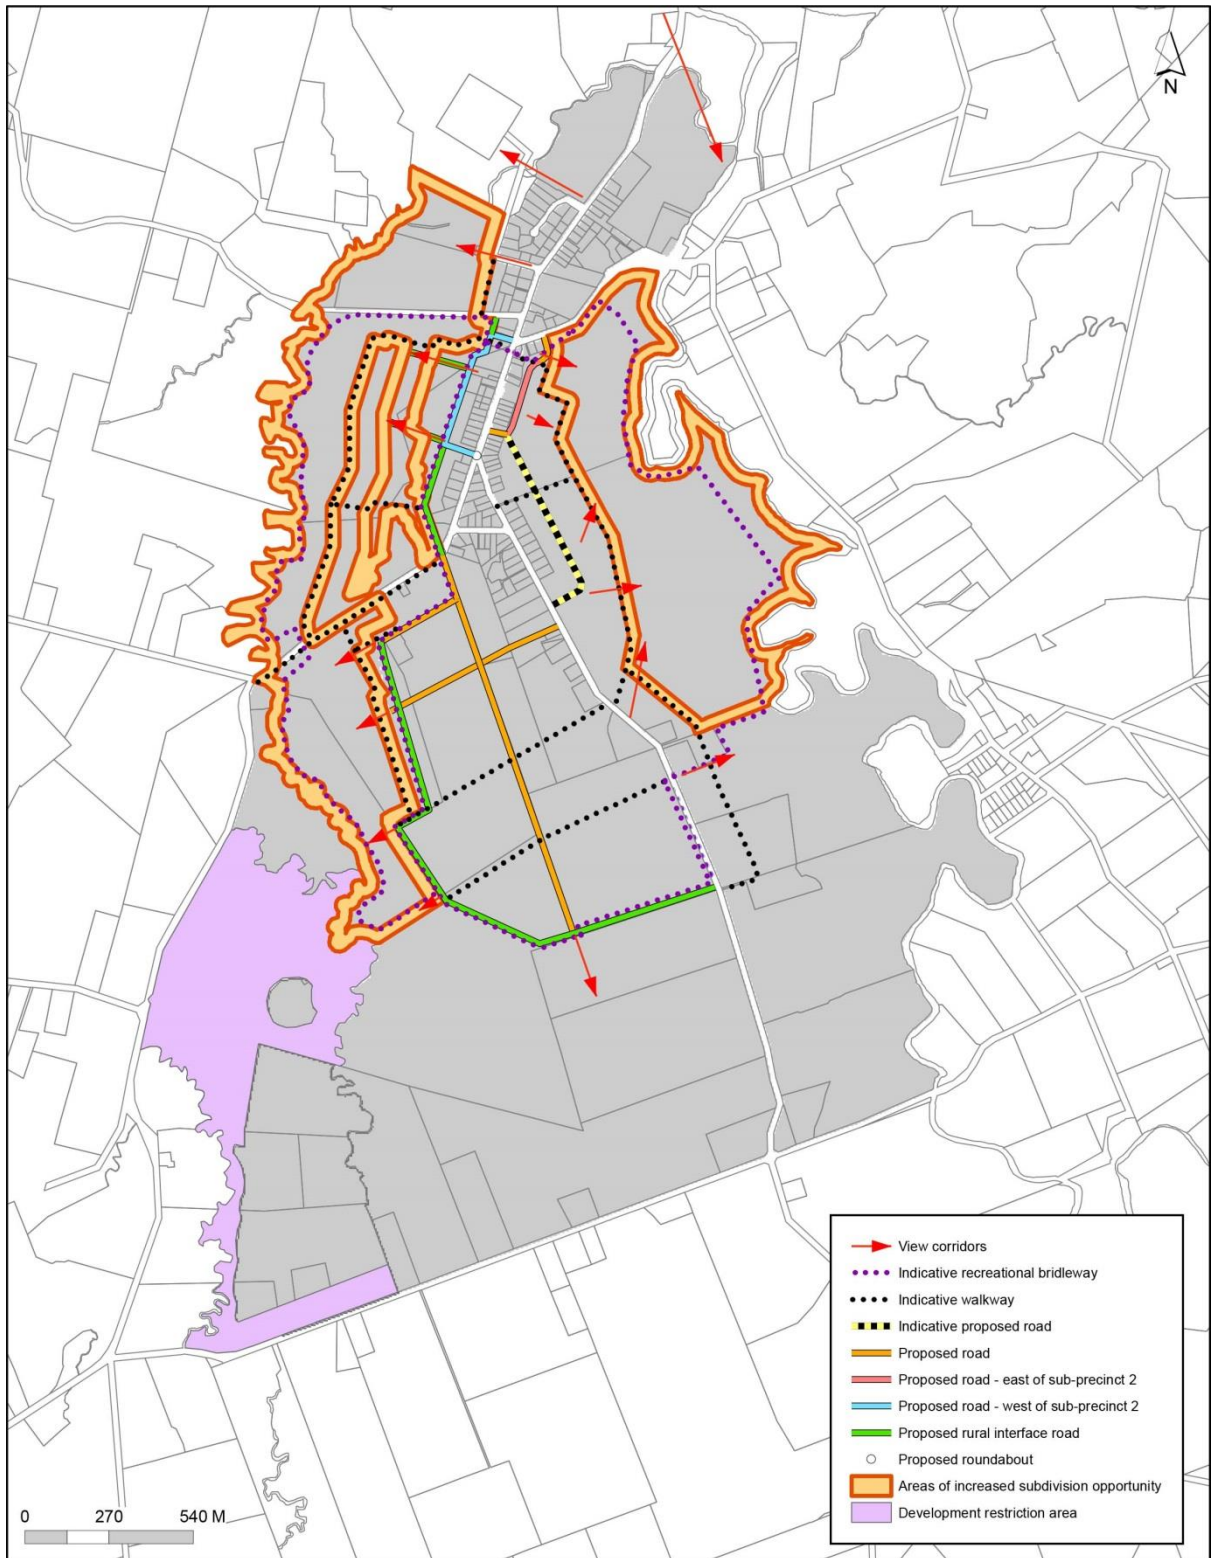 N
View corridors
Indicative recreational bridleway
Indicative walkway
Indicative proposed road
Proposed road
Proposed road - east of sub-precinct 2
Proposed road - west of sub-precinct 2
Proposed rural interface road
Proposed roundabout
Areas of increased subdivision opportunity
Development restriction area
0 270 540 M